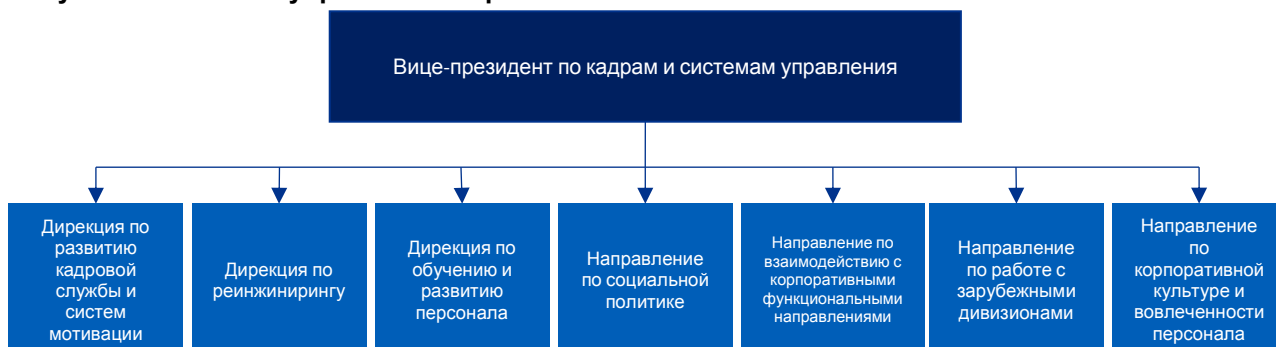 Вице-президент по кадрам и системам управления
Дирекция по
развитию
кадровой
службы и
систем
мотивации
Дирекция по
реинжинирингу
Дирекция по
обучению и
развитию
персонала
Направление
по социальной
политике
Направление по
взаимодействию с
корпоративными
функциональными
направлениями
Направление
по работе с
зарубежными
дивизионами
Направление
по
корпоративной
культуре и
вовлеченности
персонала